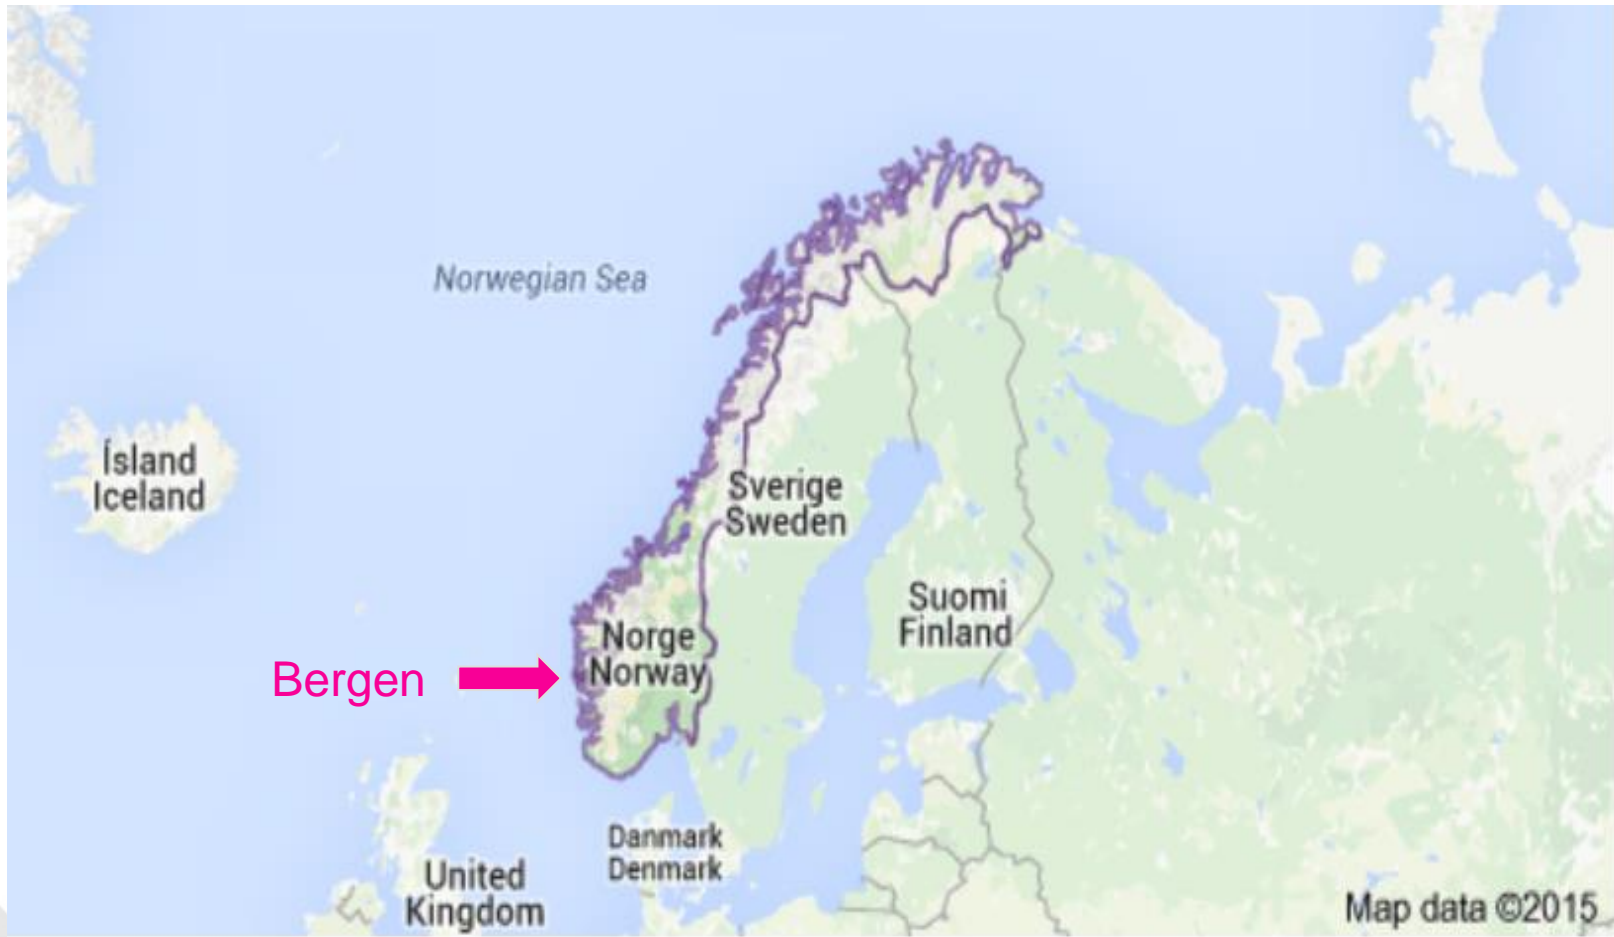 Norwegian Sea
Ísland
Iceland
Sverige
Sweden
Suomi
Finland
Norge
Norway
Bergen
Danmark
Denmark
United
Kingdom
Map data ©2015